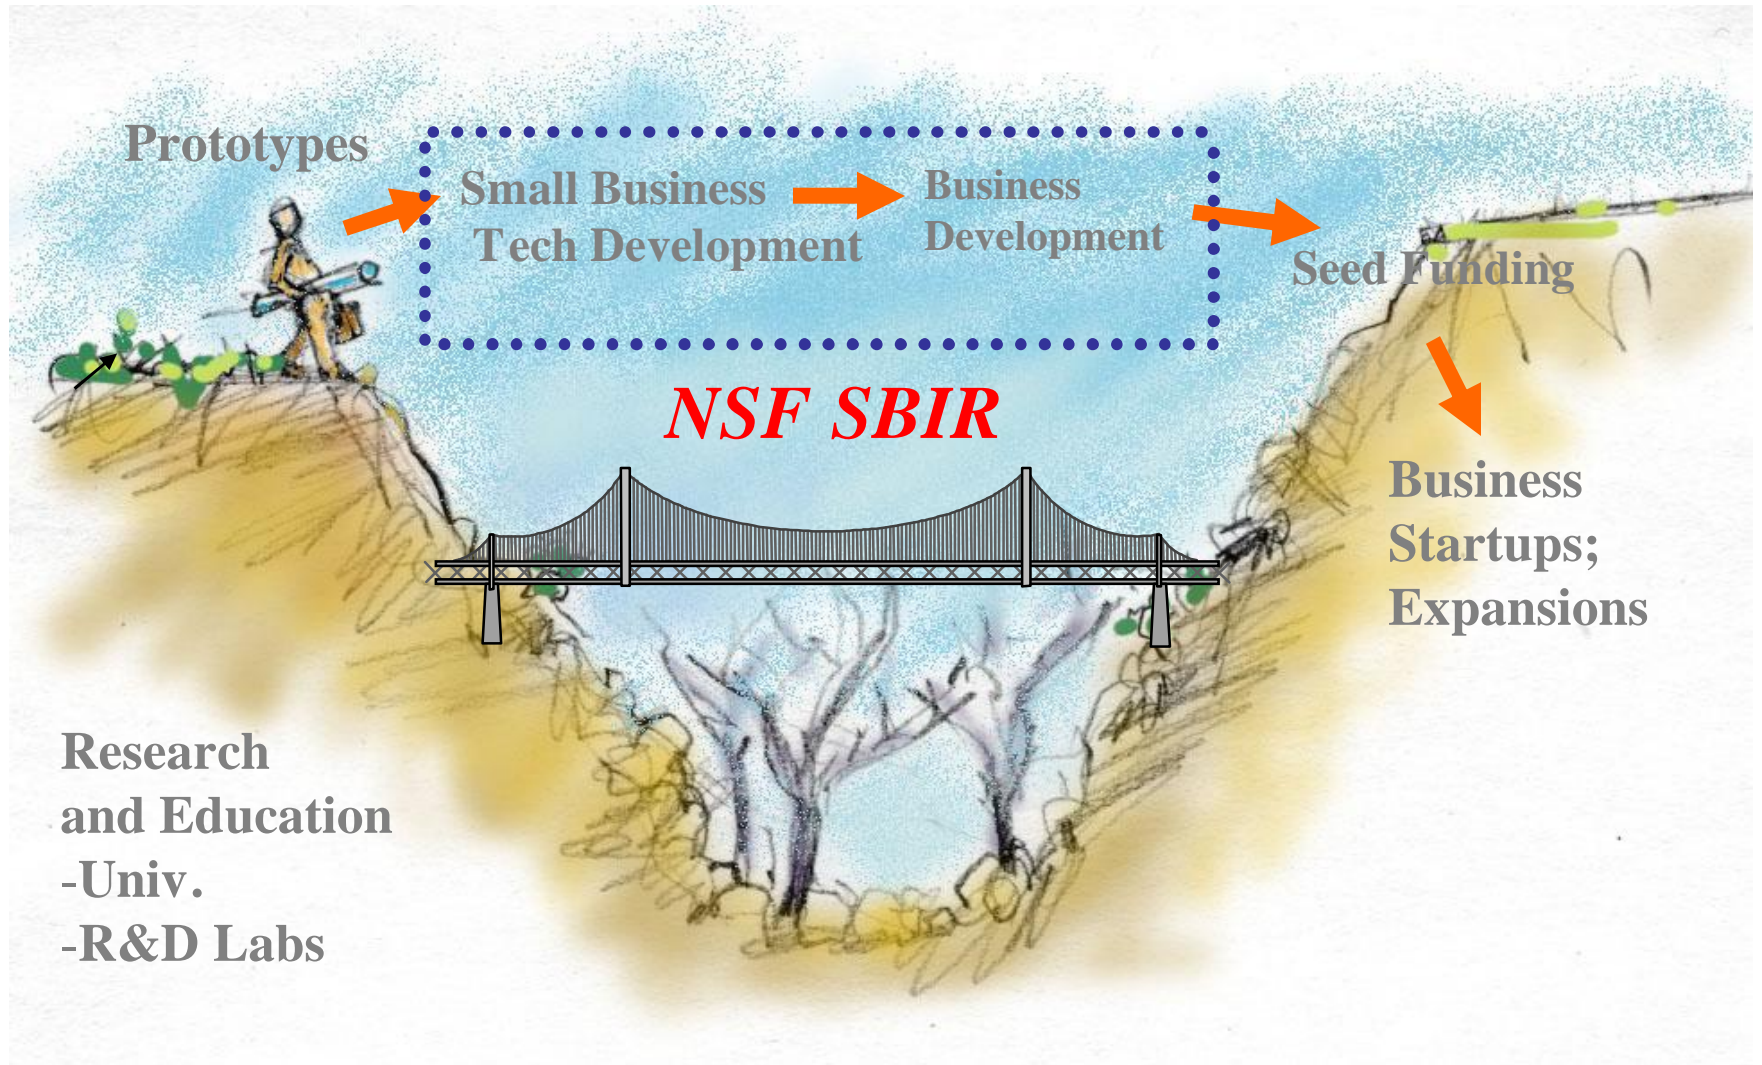 Prototypes
Small Business
Tech Development
Business
Development
Seed Funding
NSF SBIR
Business
Startups;
Expansions
Research
and Education
-Univ.
-R&D Labs